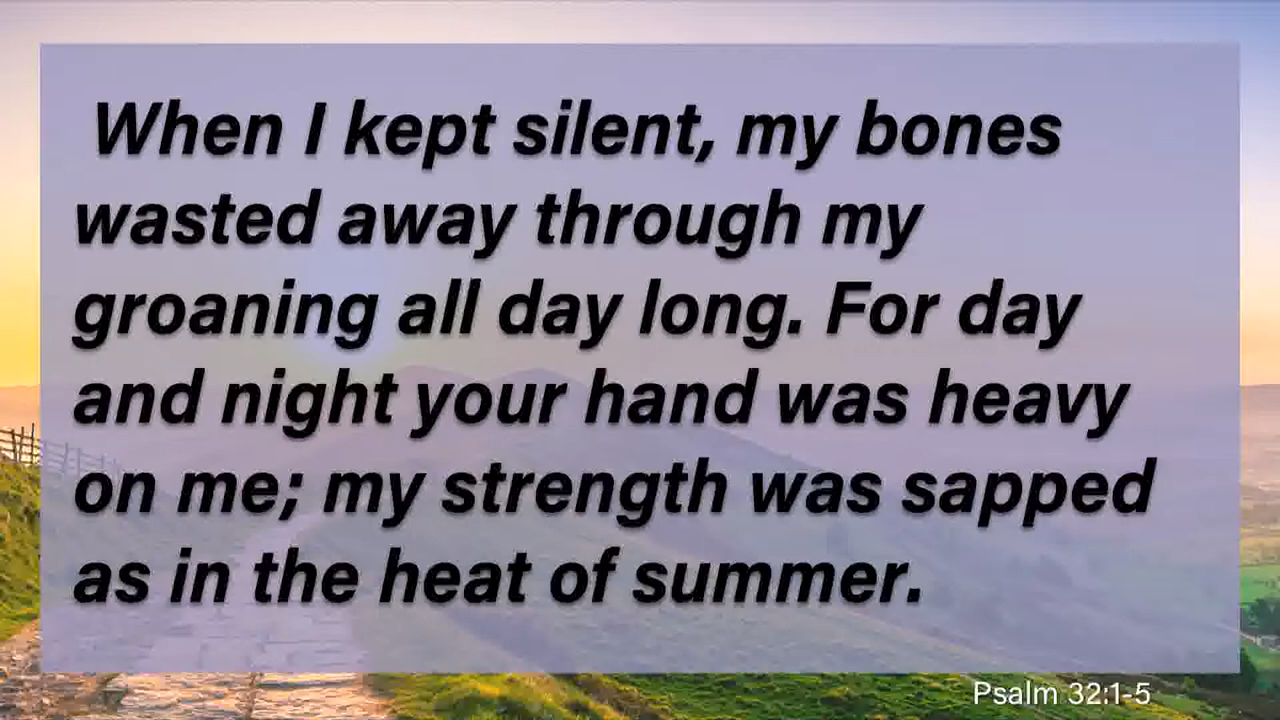 When I kept silent, my bones
wasted away through my
groaning all day long. For day
and night your hand was heavy
on me; my strength was sapped
as in the heat of summer.
Psalm 32:1-5